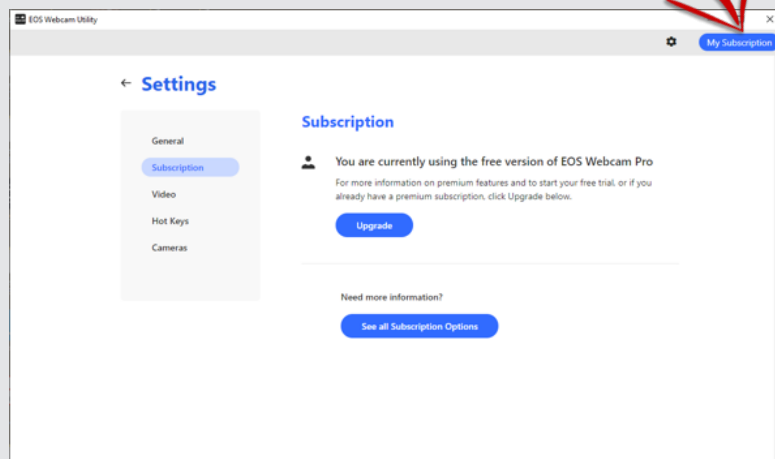 EOS Webcam Utility
My Subscription
Settings
General
Subscription
Video
Hot Keys
Cameras
Subscription
You are currently using the free version of EOS Webcam Pro
For more information on premium features and to start your free trial, or if you
already have a premium subscription, click Upgrade below.
Upgrade
Need more information?
See all Subscription Options